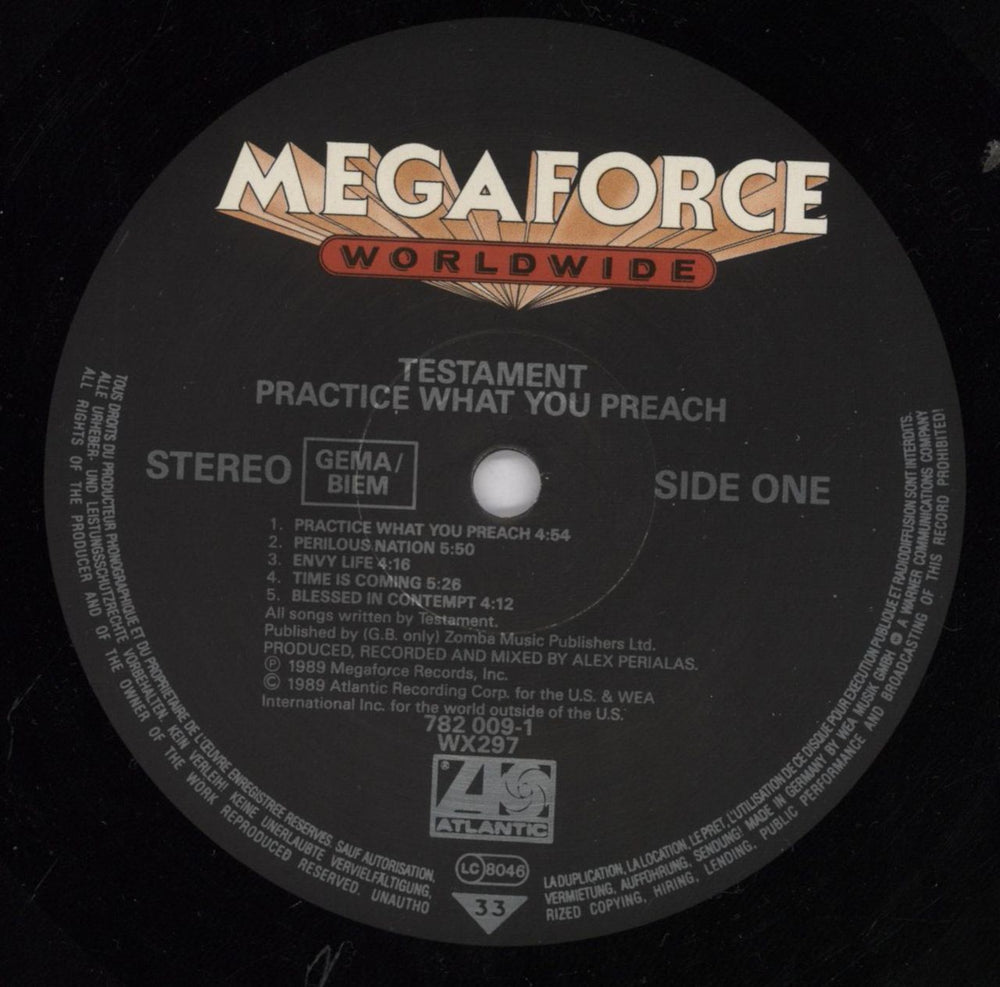 MEGAFORCE
WORLDWIDE
TESTAMENT
PRACTICE WHAT YOU PREACH
STEREO
GEMA/
BIEM
SIDE ONE
1. PRACTICE WHAT YOU PREACH 4:54
2. PERILOUS NATION 5:50
3. ENVY LIFE 4:16
4. TIME IS COMING 5:26
5. BLESSED IN CONTEMPT 4:12
All songs written by Testament.
Published by (G.B. only) Zomba Music Publishers Ltd.
PRODUCED, RECORDED AND MIXED BY ALEX PERIALAS.
Ⓟ 1989 Megaforce Records, Inc.
© 1989 Atlantic Recording Corp. for the U.S. & WEA
International Inc. for the world outside of the U.S.
782 009-1
WX297
®
ATLANTIC
LC 8046
33
TOUS DROITS DU PRODUCTEUR PHONOGRAPHIQUE ET DU PROPRIETAIRE DE L'ŒUVRE ENREGISTREE RESERVES. SAUF AUTORISATION,
LA DUPLICATION, LA LOCATION, LE PRET, L'UTILISATION DE CE DISQUE POUR EXECUTION PUBLIQUE ET RADIODIFFUSION SONT INTERDITS.
ALLE URHEBER- UND LEISTUNGSSCHUTZRECHTE VORBEHALTEN. KEIN VERLEIH! KEINE UNERLAUBTE VERVIELFÄLTIGUNG,
VERMIETUNG, AUFFÜHRUNG, SENDUNG! MADE IN GERMANY BY WEA MUSIK GMBH A WARNER COMMUNICATIONS COMPANY
ALL RIGHTS OF THE PRODUCER AND OF THE OWNER OF THE WORK REPRODUCED RESERVED. UNAUTHO
RIZED COPYING, HIRING, LENDING, PUBLIC PERFORMANCE AND BROADCASTING OF THIS RECORD PROHIBITED!